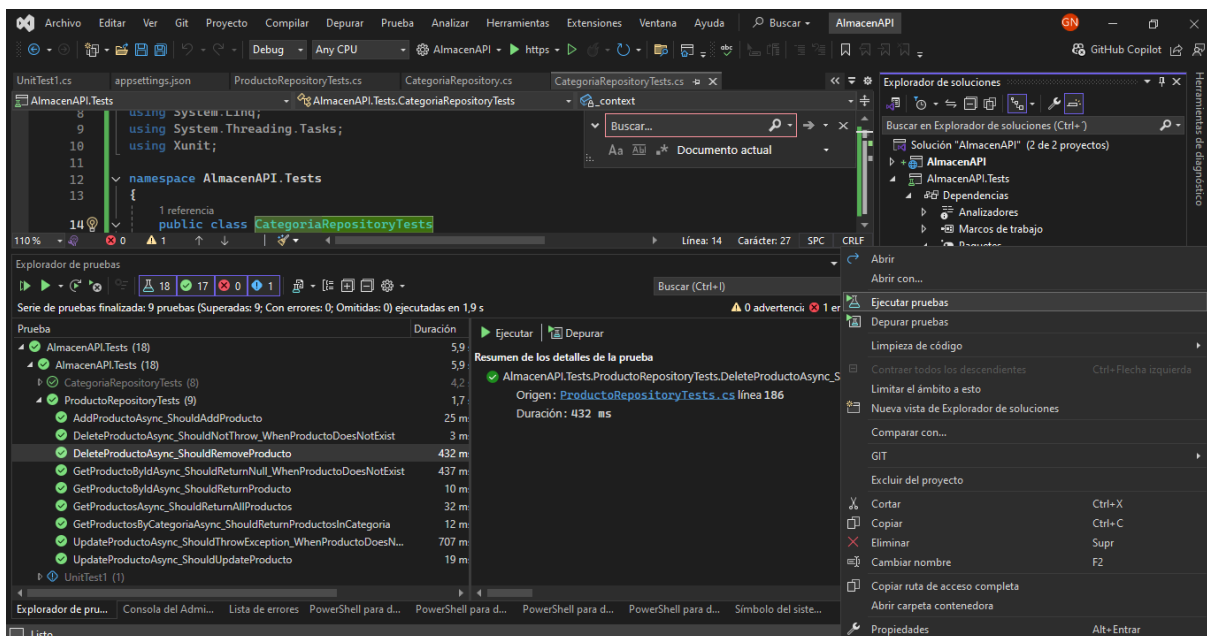 Archivo Editar Ver Git Proyecto Compilar Depurar Prueba Analizar Herramientas Extensiones Ventana Ayuda Buscar AlmacenAPI GN
Debug Any CPU AlmacenAPI https GitHub Copilot
UnitTest1.cs appsettings.json ProductoRepositoryTests.cs CategoriaRepository.cs CategoriaRepositoryTests.cs
AlmacenAPI.Tests AlmacenAPI.Tests.CategoriaRepositoryTests _context
8 using System.Linq;
9 using System.Threading.Tasks;
10 using Xunit;
11
12 namespace AlmacenAPI.Tests
13 {
1 referencia
14 public class CategoriaRepositoryTests
Buscar...
Aa Documento actual
110 % 0 1 Línea: 14 Carácter: 27 SPC CRLF
Explorador de soluciones
Buscar en Explorador de soluciones (Ctrl+`)
Solución "AlmacenAPI" (2 de 2 proyectos)
AlmacenAPI
AlmacenAPI.Tests
Dependencias
Analizadores
Marcos de trabajo
Paquetes
Herramientas de diagnóstico
Explorador de pruebas
18 17 0 1 Buscar (Ctrl+I)
Serie de pruebas finalizada: 9 pruebas (Superadas: 9; Con errores: 0; Omitidas: 0) ejecutadas en 1,9 s 0 advertenci 1 er
Prueba Duración
AlmacenAPI.Tests (18) 5,9
AlmacenAPI.Tests (18) 5,9
CategoriaRepositoryTests (8) 4,2
ProductoRepositoryTests (9) 1,7
AddProductoAsync_ShouldAddProducto 25 m
DeleteProductoAsync_ShouldNotThrow_WhenProductoDoesNotExist 3 m
DeleteProductoAsync_ShouldRemoveProducto 432 m
GetProductoByIdAsync_ShouldReturnNull_WhenProductoDoesNotExist 437 m
GetProductoByIdAsync_ShouldReturnProducto 10 m
GetProductosAsync_ShouldReturnAllProductos 32 m
GetProductosByCategoriaAsync_ShouldReturnProductosInCategoria 12 m
UpdateProductoAsync_ShouldThrowException_WhenProductoDoesN... 707 m
UpdateProductoAsync_ShouldUpdateProducto 19 m
UnitTest1 (1)
Ejecutar Depurar
Resumen de los detalles de la prueba
AlmacenAPI.Tests.ProductoRepositoryTests.DeleteProductoAsync_S
Origen: ProductoRepositoryTests.cs línea 186
Duración: 432 ms
Abrir
Abrir con...
Ejecutar pruebas
Depurar pruebas
Limpieza de código
Contraer todos los descendientes Ctrl+Flecha izquierda
Limitar el ámbito a esto
Nueva vista de Explorador de soluciones
Comparar con...
GIT
Excluir del proyecto
Cortar Ctrl+X
Copiar Ctrl+C
Eliminar Supr
Cambiar nombre F2
Copiar ruta de acceso completa
Abrir carpeta contenedora
Propiedades Alt+Entrar
Explorador de pru... Consola del Admi... Lista de errores PowerShell para d... PowerShell para d... PowerShell para d... PowerShell para d... Símbolo del siste...
Listo